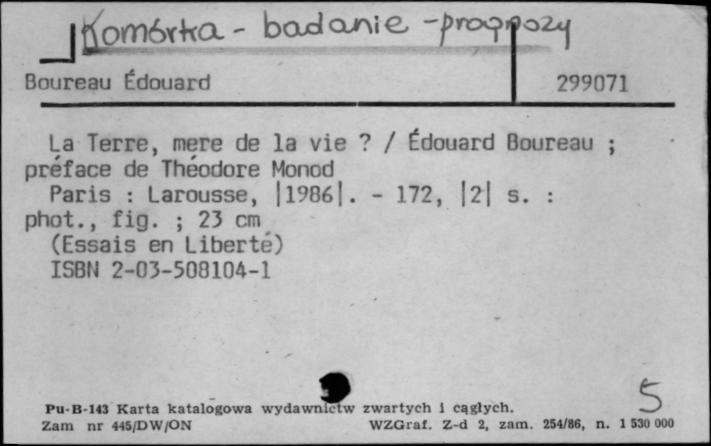 Komórka - badanie - prognozy
Boureau Édouard 299071
La Terre, mere de la vie ? / Édouard Boureau ;
préface de Théodore Monod
Paris : Larousse, |1986|. - 172, |2| s. :
phot., fig. ; 23 cm
(Essais en Liberté)
ISBN 2-03-508104-1
5
Pu-B-143 Karta katalogowa wydawnictw zwartych i ciągłych.
Zam nr 445/DW/ON WZGraf. Z-d 2, zam. 254/86, n. 1 530 000